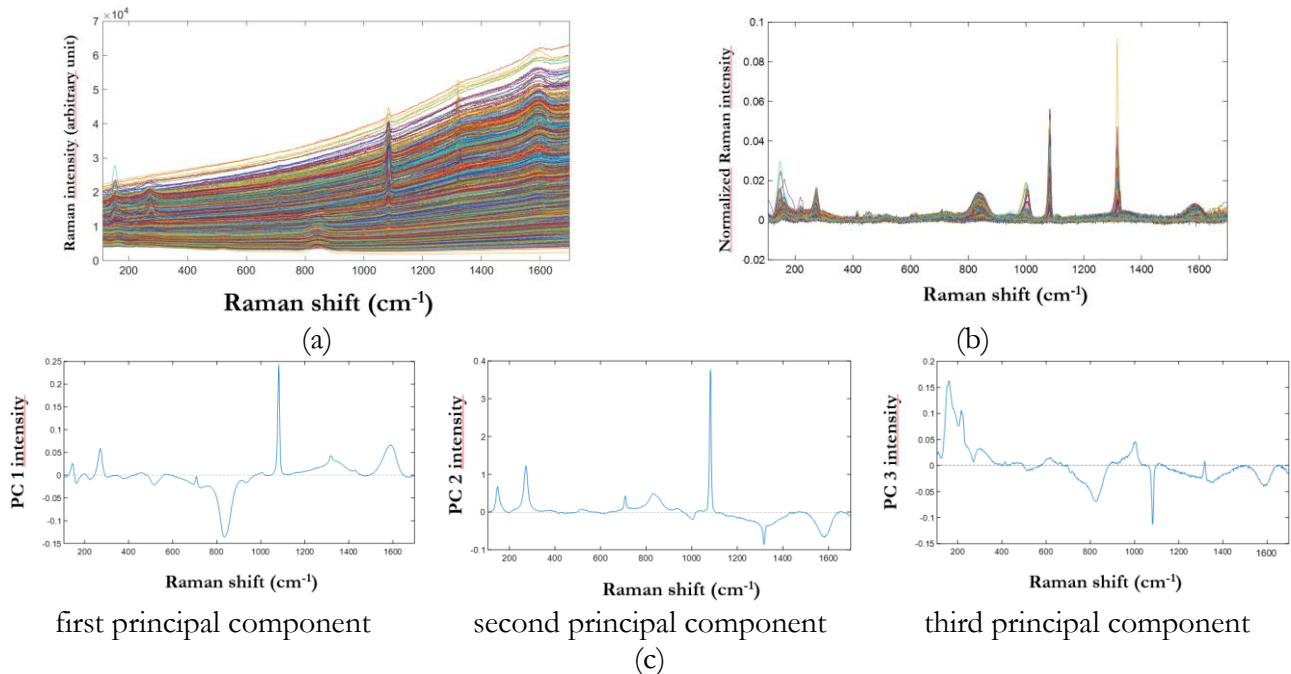 ×10⁴
7
6
5
4
3
2
1
0
200 400 600 800 1000 1200 1400 1600
Raman intensity (arbitrary unit)
Raman shift (cm⁻¹)
(a)
0.1
0.08
0.06
0.04
0.02
0
0.02
200 400 600 800 1000 1200 1400 1600
Normalized Raman intensity
Raman shift (cm⁻¹)
(b)
0.25
0.2
0.15
0.1
0.05
0
-0.05
-0.1
0.15
200 400 600 800 1000 1200 1400 1600
PC 1 intensity
Raman shift (cm⁻¹)
first principal component
0.4
3
2
0.1
0
-0.1
200 400 600 800 1000 1200 1400 1600
PC 2 intensity
Raman shift (cm⁻¹)
second principal component
0.2
0.15
0.1
0.05
0
-0.05
-0.1
0.15
200 400 600 800 1000 1200 1400 1600
PC 3 intensity
Raman shift (cm⁻¹)
third principal component
(c)